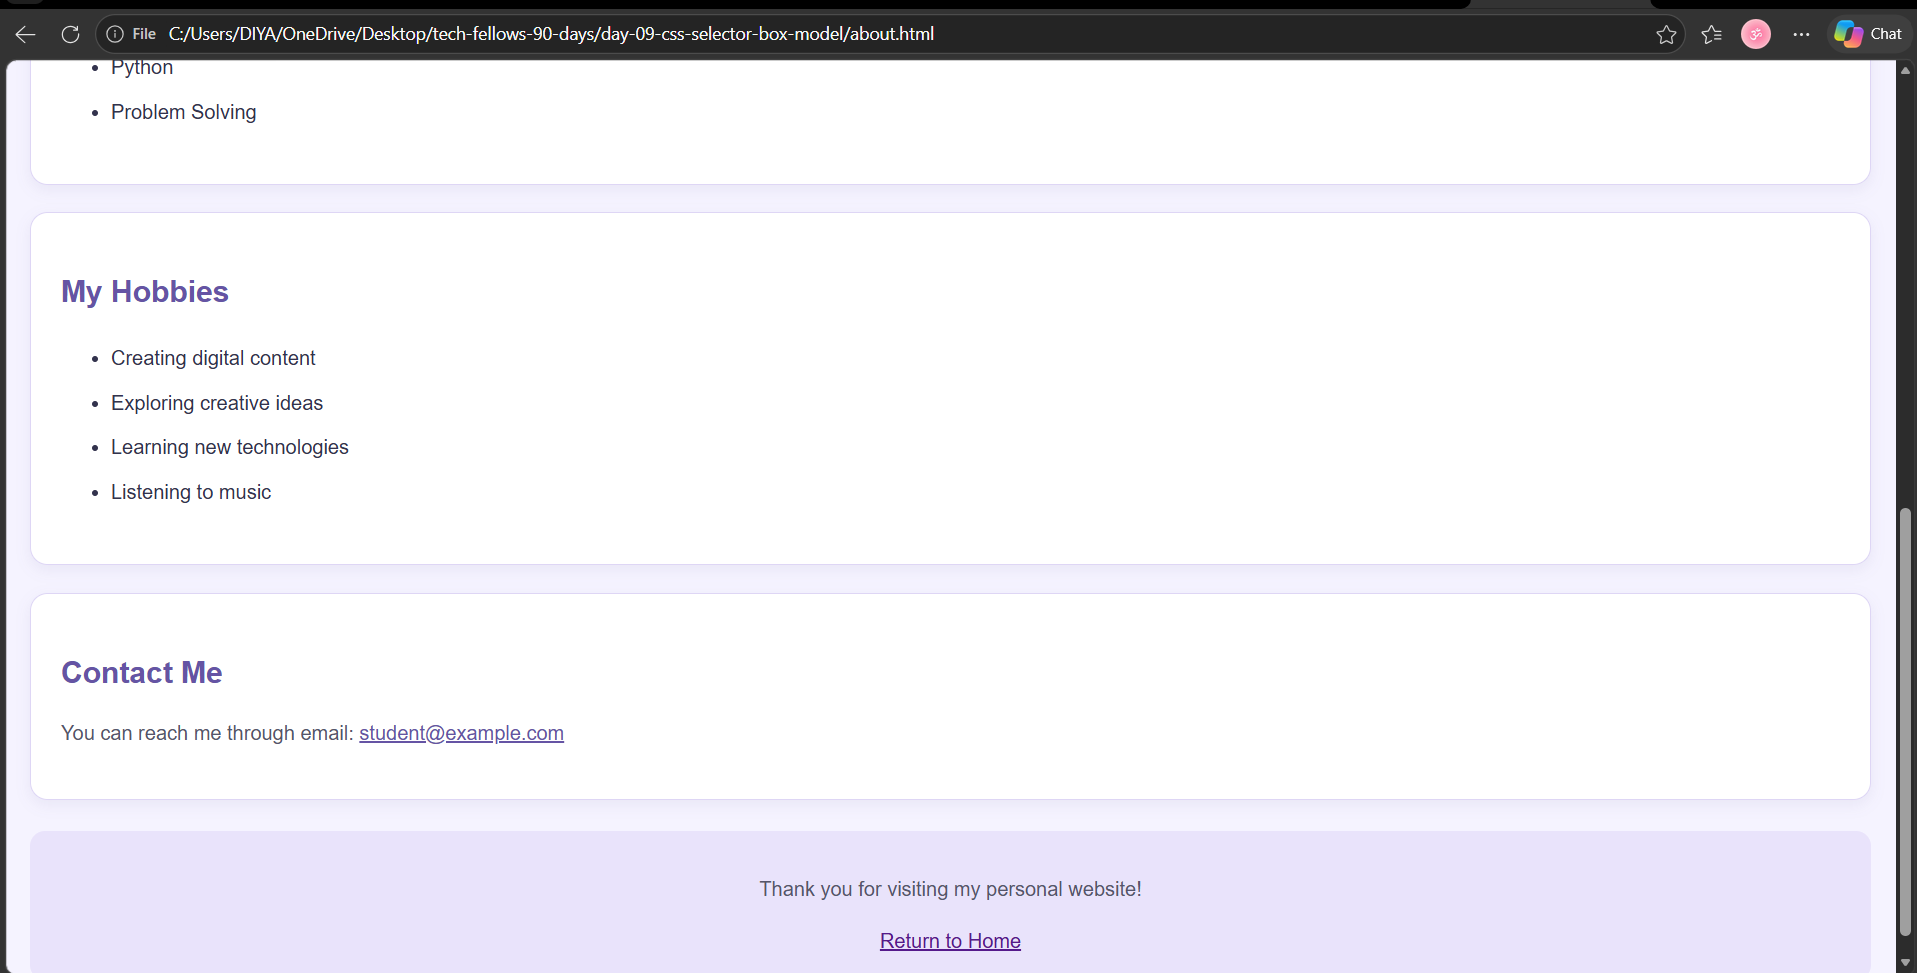 File C:/Users/DIYA/OneDrive/Desktop/tech-fellows-90-days/day-09-css-selector-box-model/about.html
Chat
Python
Problem Solving
My Hobbies
Creating digital content
Exploring creative ideas
Learning new technologies
Listening to music
Contact Me
You can reach me through email: student@example.com
Thank you for visiting my personal website!
Return to Home